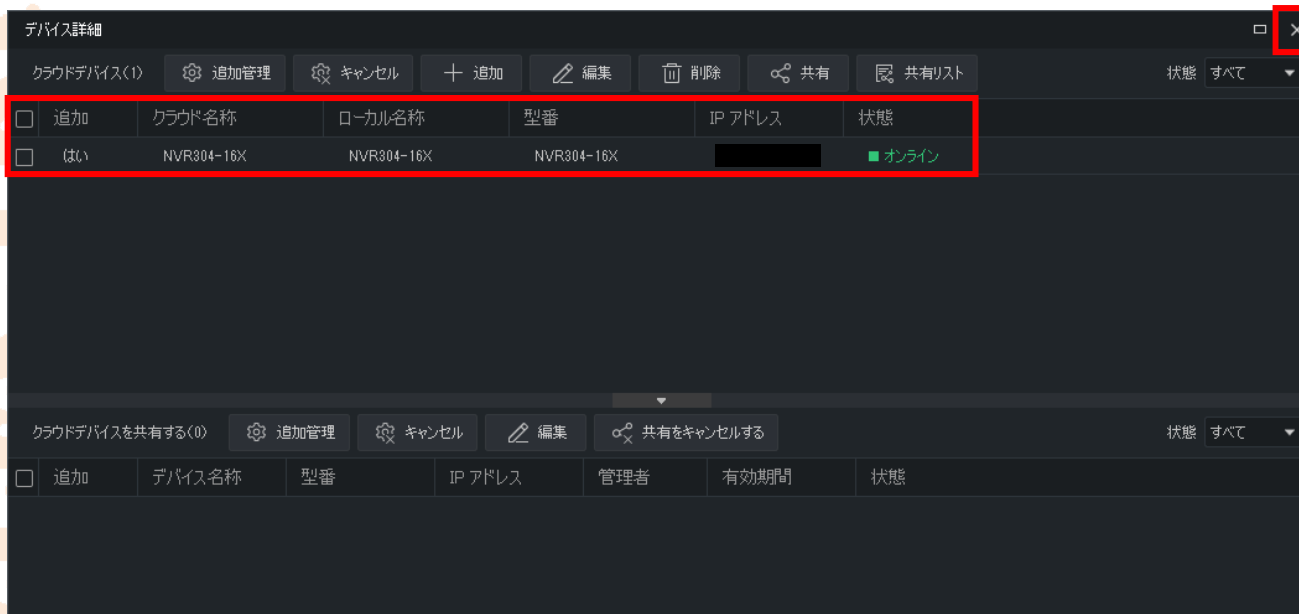 デバイス詳細
クラウドデバイス(1) 追加管理 キャンセル 追加 編集 削除 共有 共有リスト 状態 すべて
追加 クラウド名称 ローカル名称 型番 IP アドレス 状態
はい NVR304-16X NVR304-16X NVR304-16X オンライン
クラウドデバイスを共有する(0) 追加管理 キャンセル 編集 共有をキャンセルする 状態 すべて
追加 デバイス名称 型番 IP アドレス 管理者 有効期間 状態